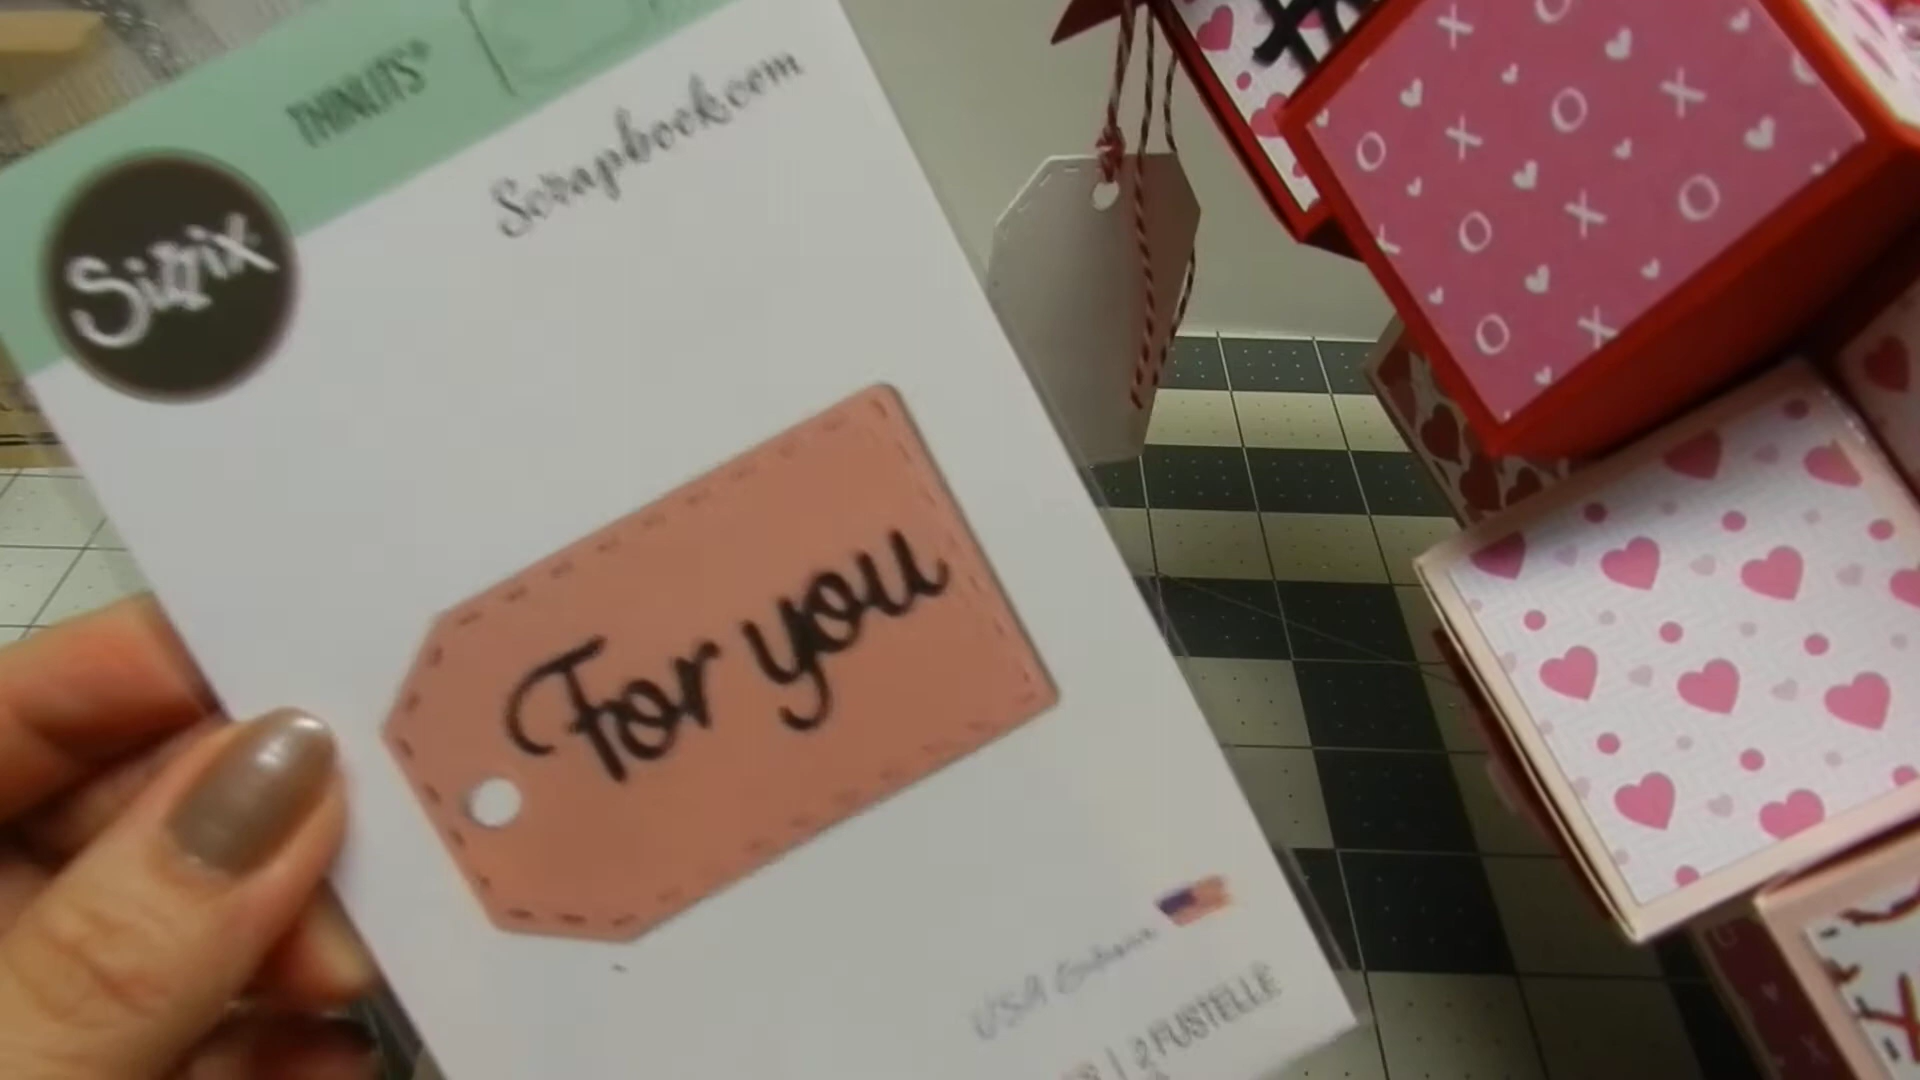 THINLITS®
Scrapbook.com
Sizzix
For you
USA Exclusive
2 FUSTELLE
X O X O X
O X O X
O X